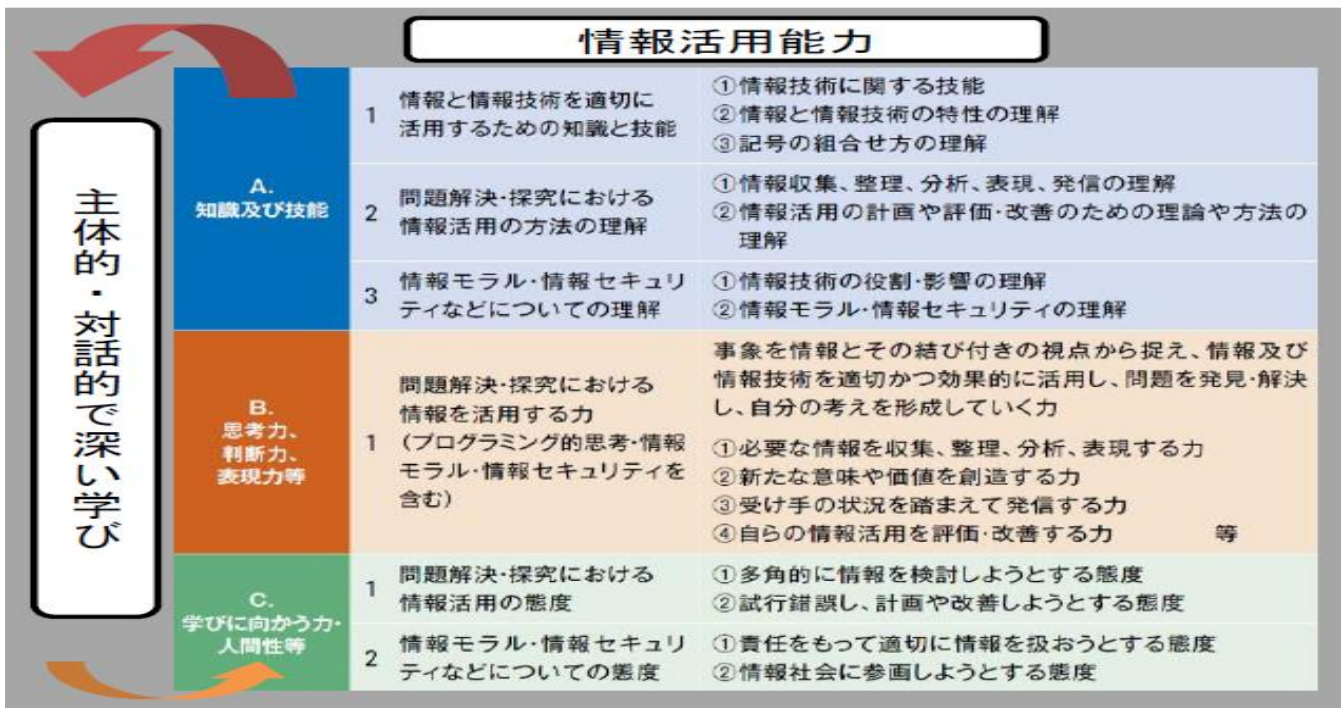 情報活用能力
主体的・対話的で深い学び
A.
知識及び技能
1
情報と情報技術を適切に
活用するための知識と技能
①情報技術に関する技能
②情報と情報技術の特性の理解
③記号の組合せ方の理解
2
問題解決・探究における
情報活用の方法の理解
①情報収集、整理、分析、表現、発信の理解
②情報活用の計画や評価・改善のための理論や方法の
理解
3
情報モラル・情報セキュリ
ティなどについての理解
①情報技術の役割・影響の理解
②情報モラル・情報セキュリティの理解
B.
思考力、
判断力、
表現力等
1
問題解決・探究における
情報を活用する力
(プログラミング的思考・情報
モラル・情報セキュリティを
含む)
事象を情報とその結び付きの視点から捉え、情報及び
情報技術を適切かつ効果的に活用し、問題を発見・解決
し、自分の考えを形成していく力
①必要な情報を収集、整理、分析、表現する力
②新たな意味や価値を創造する力
③受け手の状況を踏まえて発信する力
④自らの情報活用を評価・改善する力 等
C.
学びに向かう力・
人間性等
1
問題解決・探究における
情報活用の態度
①多角的に情報を検討しようとする態度
②試行錯誤し、計画や改善しようとする態度
2
情報モラル・情報セキュリ
ティなどについての態度
①責任をもって適切に情報を扱おうとする態度
②情報社会に参画しようとする態度